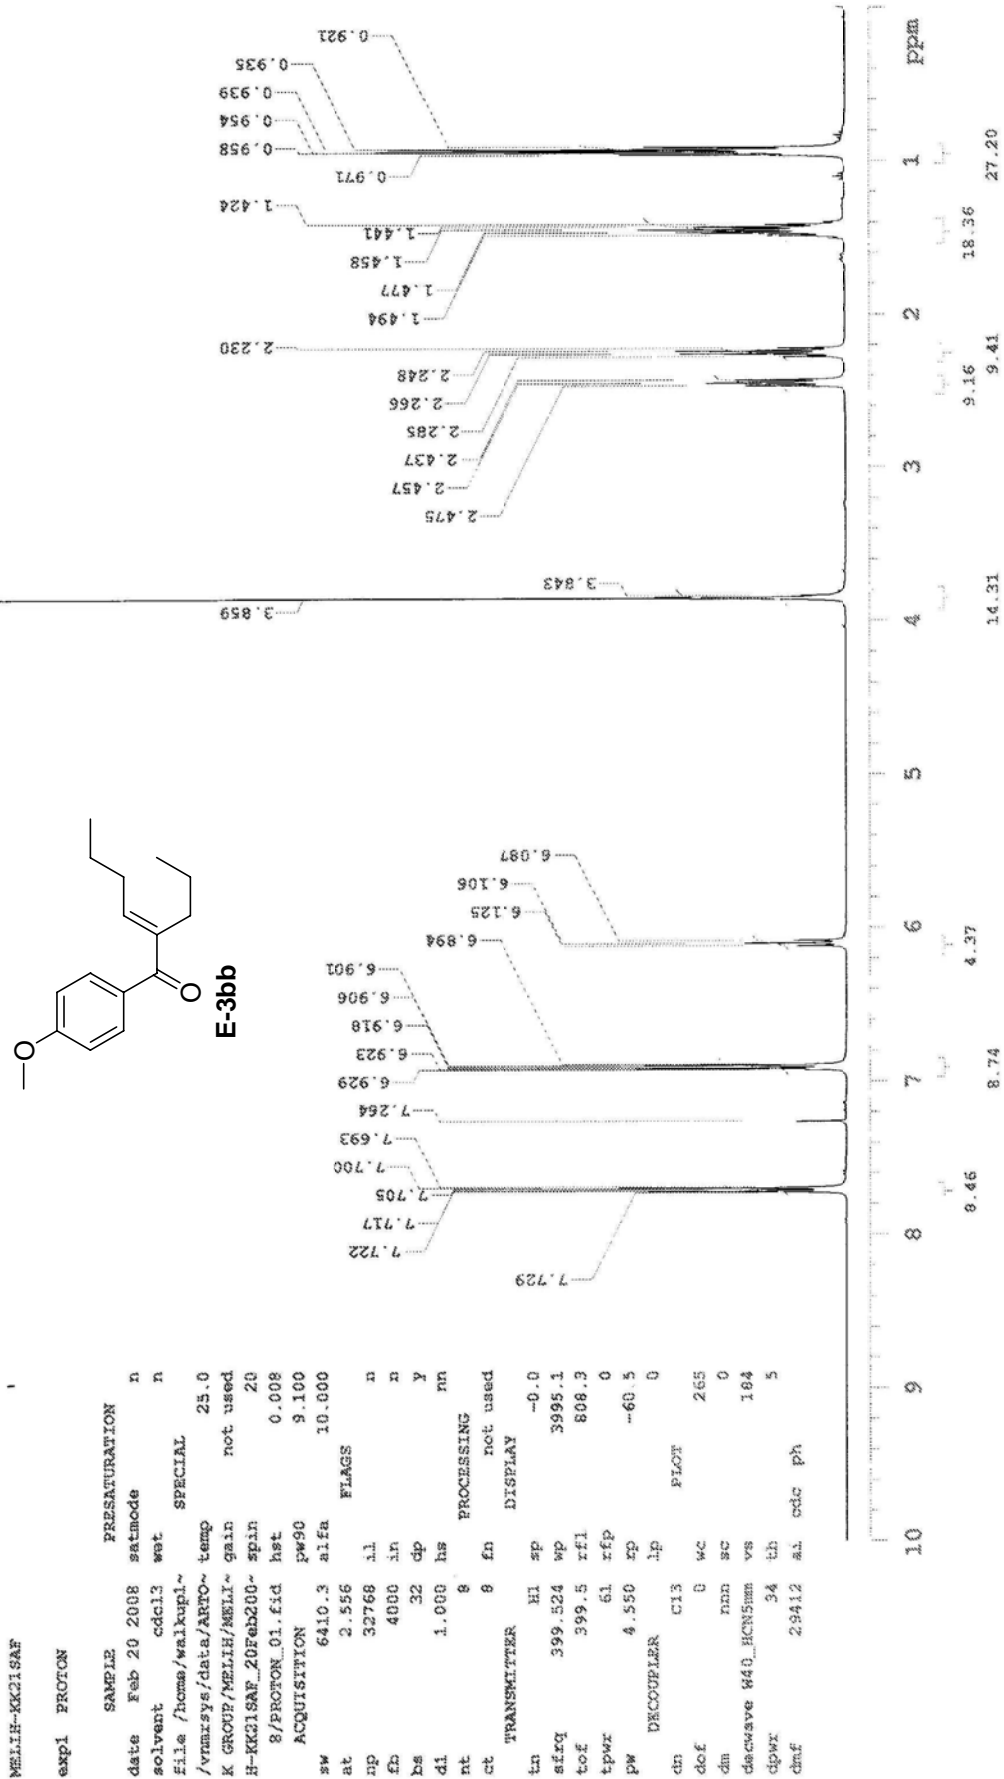 MELIH-KK21SAF
exp1 PROTON
SAMPLE PRESATURATION
date Feb 20 2008 satmode n
solvent cdcl3 wet n
file /home/walkup1~ SPECIAL
/vnmrsys/data/ARTO~ temp 25.0
K GROUP/MELIH/MELI~ gain not used
H-KK21SAF_20Feb200~ spin 20
8/PROTON_01.fid hst 0.008
ACQUISITION pw90 9.100
sw 6410.3 alfa 10.000
at 2.556 FLAGS
np 32768 il n
fb 4000 in n
bs 32 dp y
d1 1.000 hs nn
nt 8 PROCESSING
ct 8 fn not used
TRANSMITTER DISPLAY
tn H1 sp -0.0
sfrq 399.524 wp 3995.1
tof 399.5 rfl 808.9
tpwr 61 rfp 0
pw 4.550 rp -60.5
DECOUPLER lp 0
dn C13 PLOT
dof 0 wc 265
dm nnn sc 0
decwave W40_HCN5mm vs 184
dpwr 34 th 5
dmf 29412 ai cdc ph
O
O
E-3bb
7.729
7.722
7.717
7.705
7.700
7.693
7.264
6.929
6.923
6.918
6.906
6.901
6.894
6.125
6.106
6.087
3.859
3.843
2.475
2.457
2.437
2.285
2.266
2.248
2.230
1.494
1.477
1.458
1.441
1.424
0.971
0.958
0.954
0.939
0.935
0.921
10 9 8 7 6 5 4 3 2 1 ppm
8.46 8.74 4.37 14.31 9.16 9.41 18.36 27.20